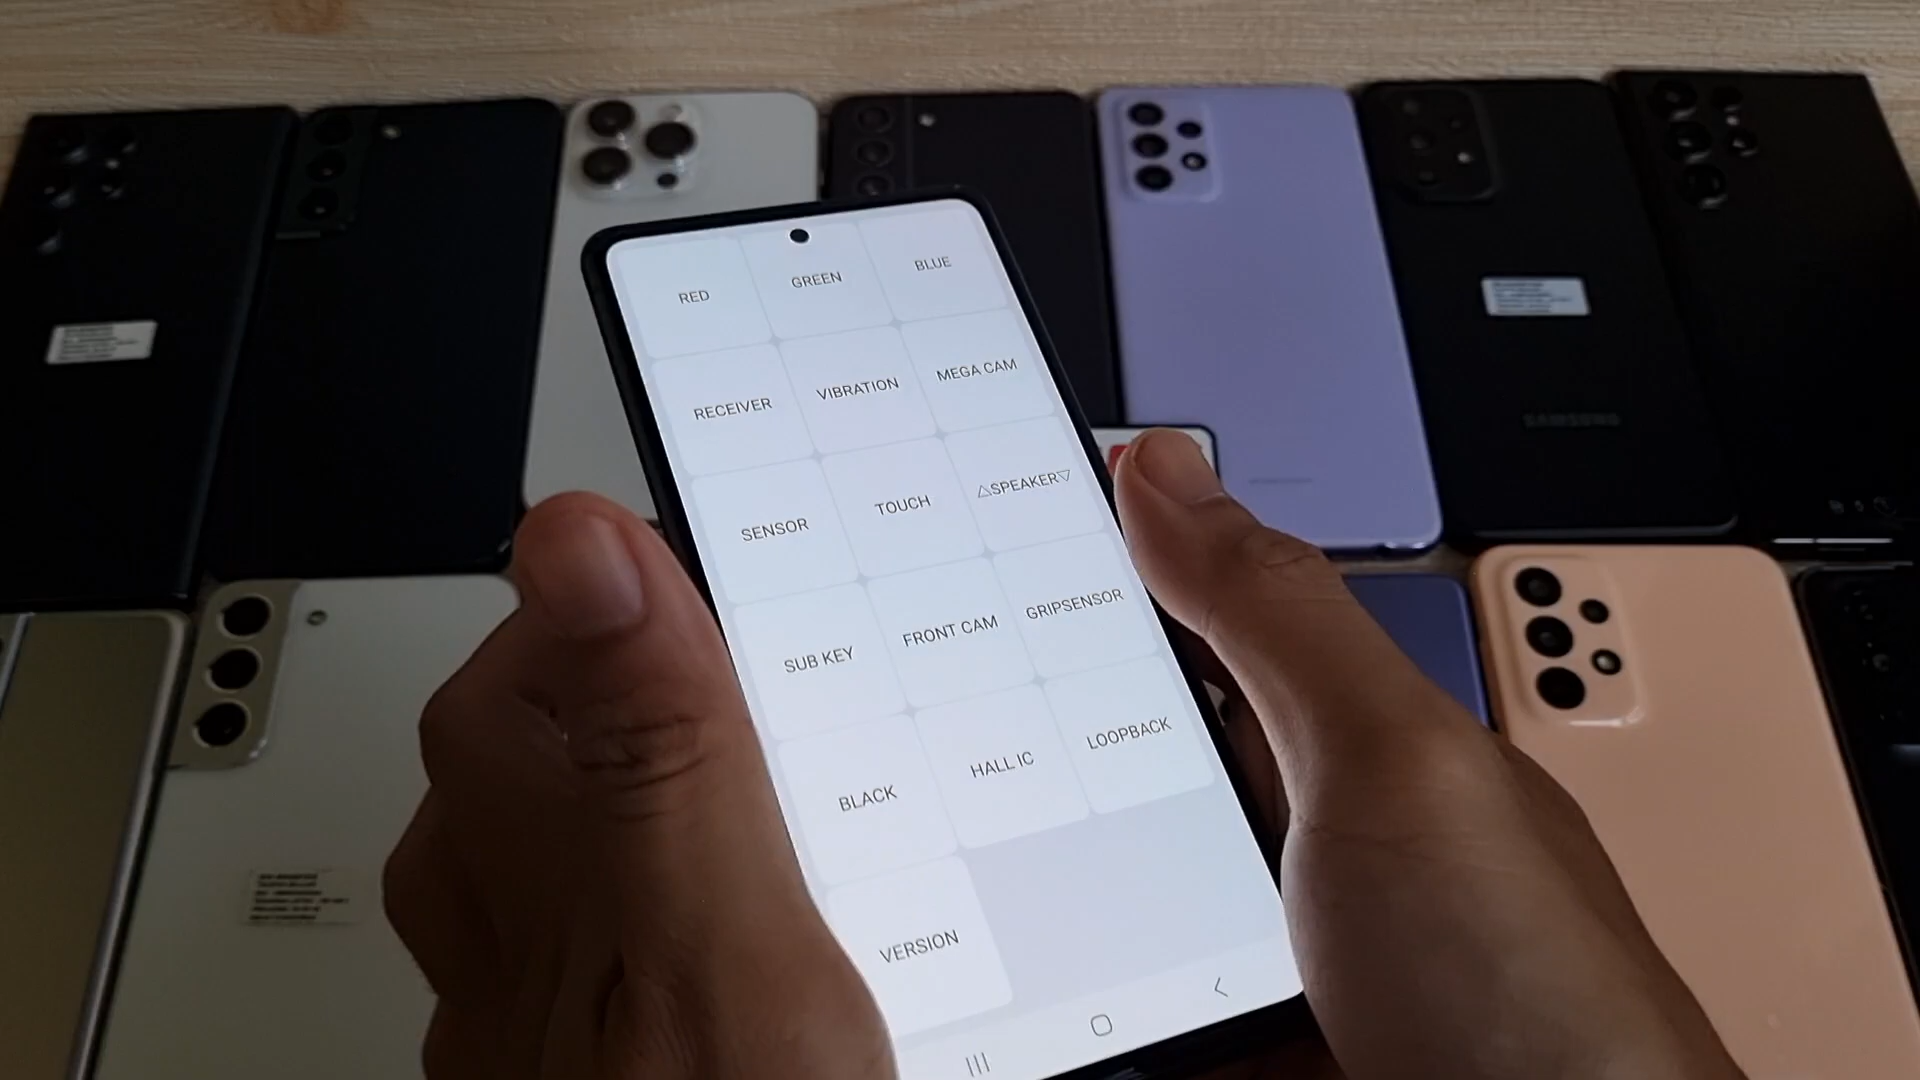 RED
GREEN
BLUE
RECEIVER
VIBRATION
MEGA CAM
SENSOR
TOUCH
△SPEAKER▽
SUB KEY
FRONT CAM
GRIPSENSOR
BLACK
HALL IC
LOOPBACK
VERSION
SAMSUNG